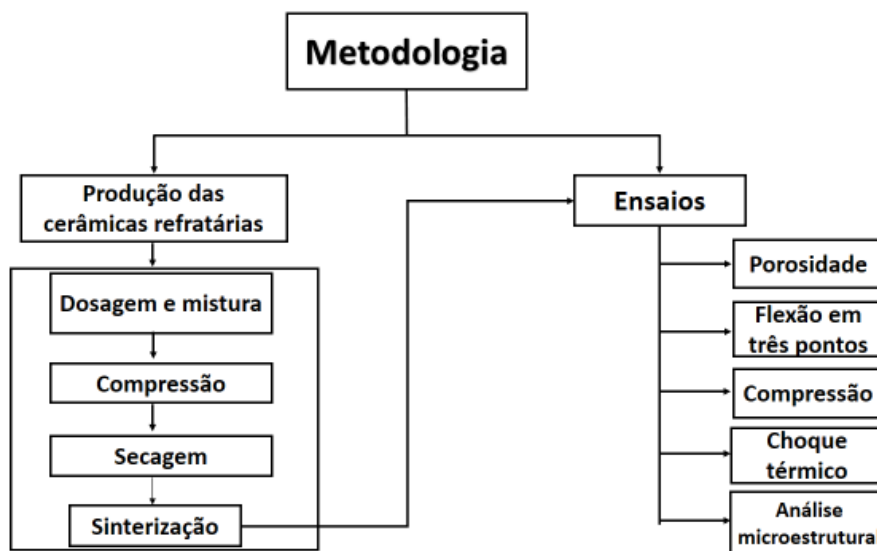 Metodologia
Produção das
cerâmicas refratárias
Dosagem e mistura
Compressão
Secagem
Sinterização
Ensaios
Porosidade
Flexão em
três pontos
Compressão
Choque
térmico
Análise
microestrutural